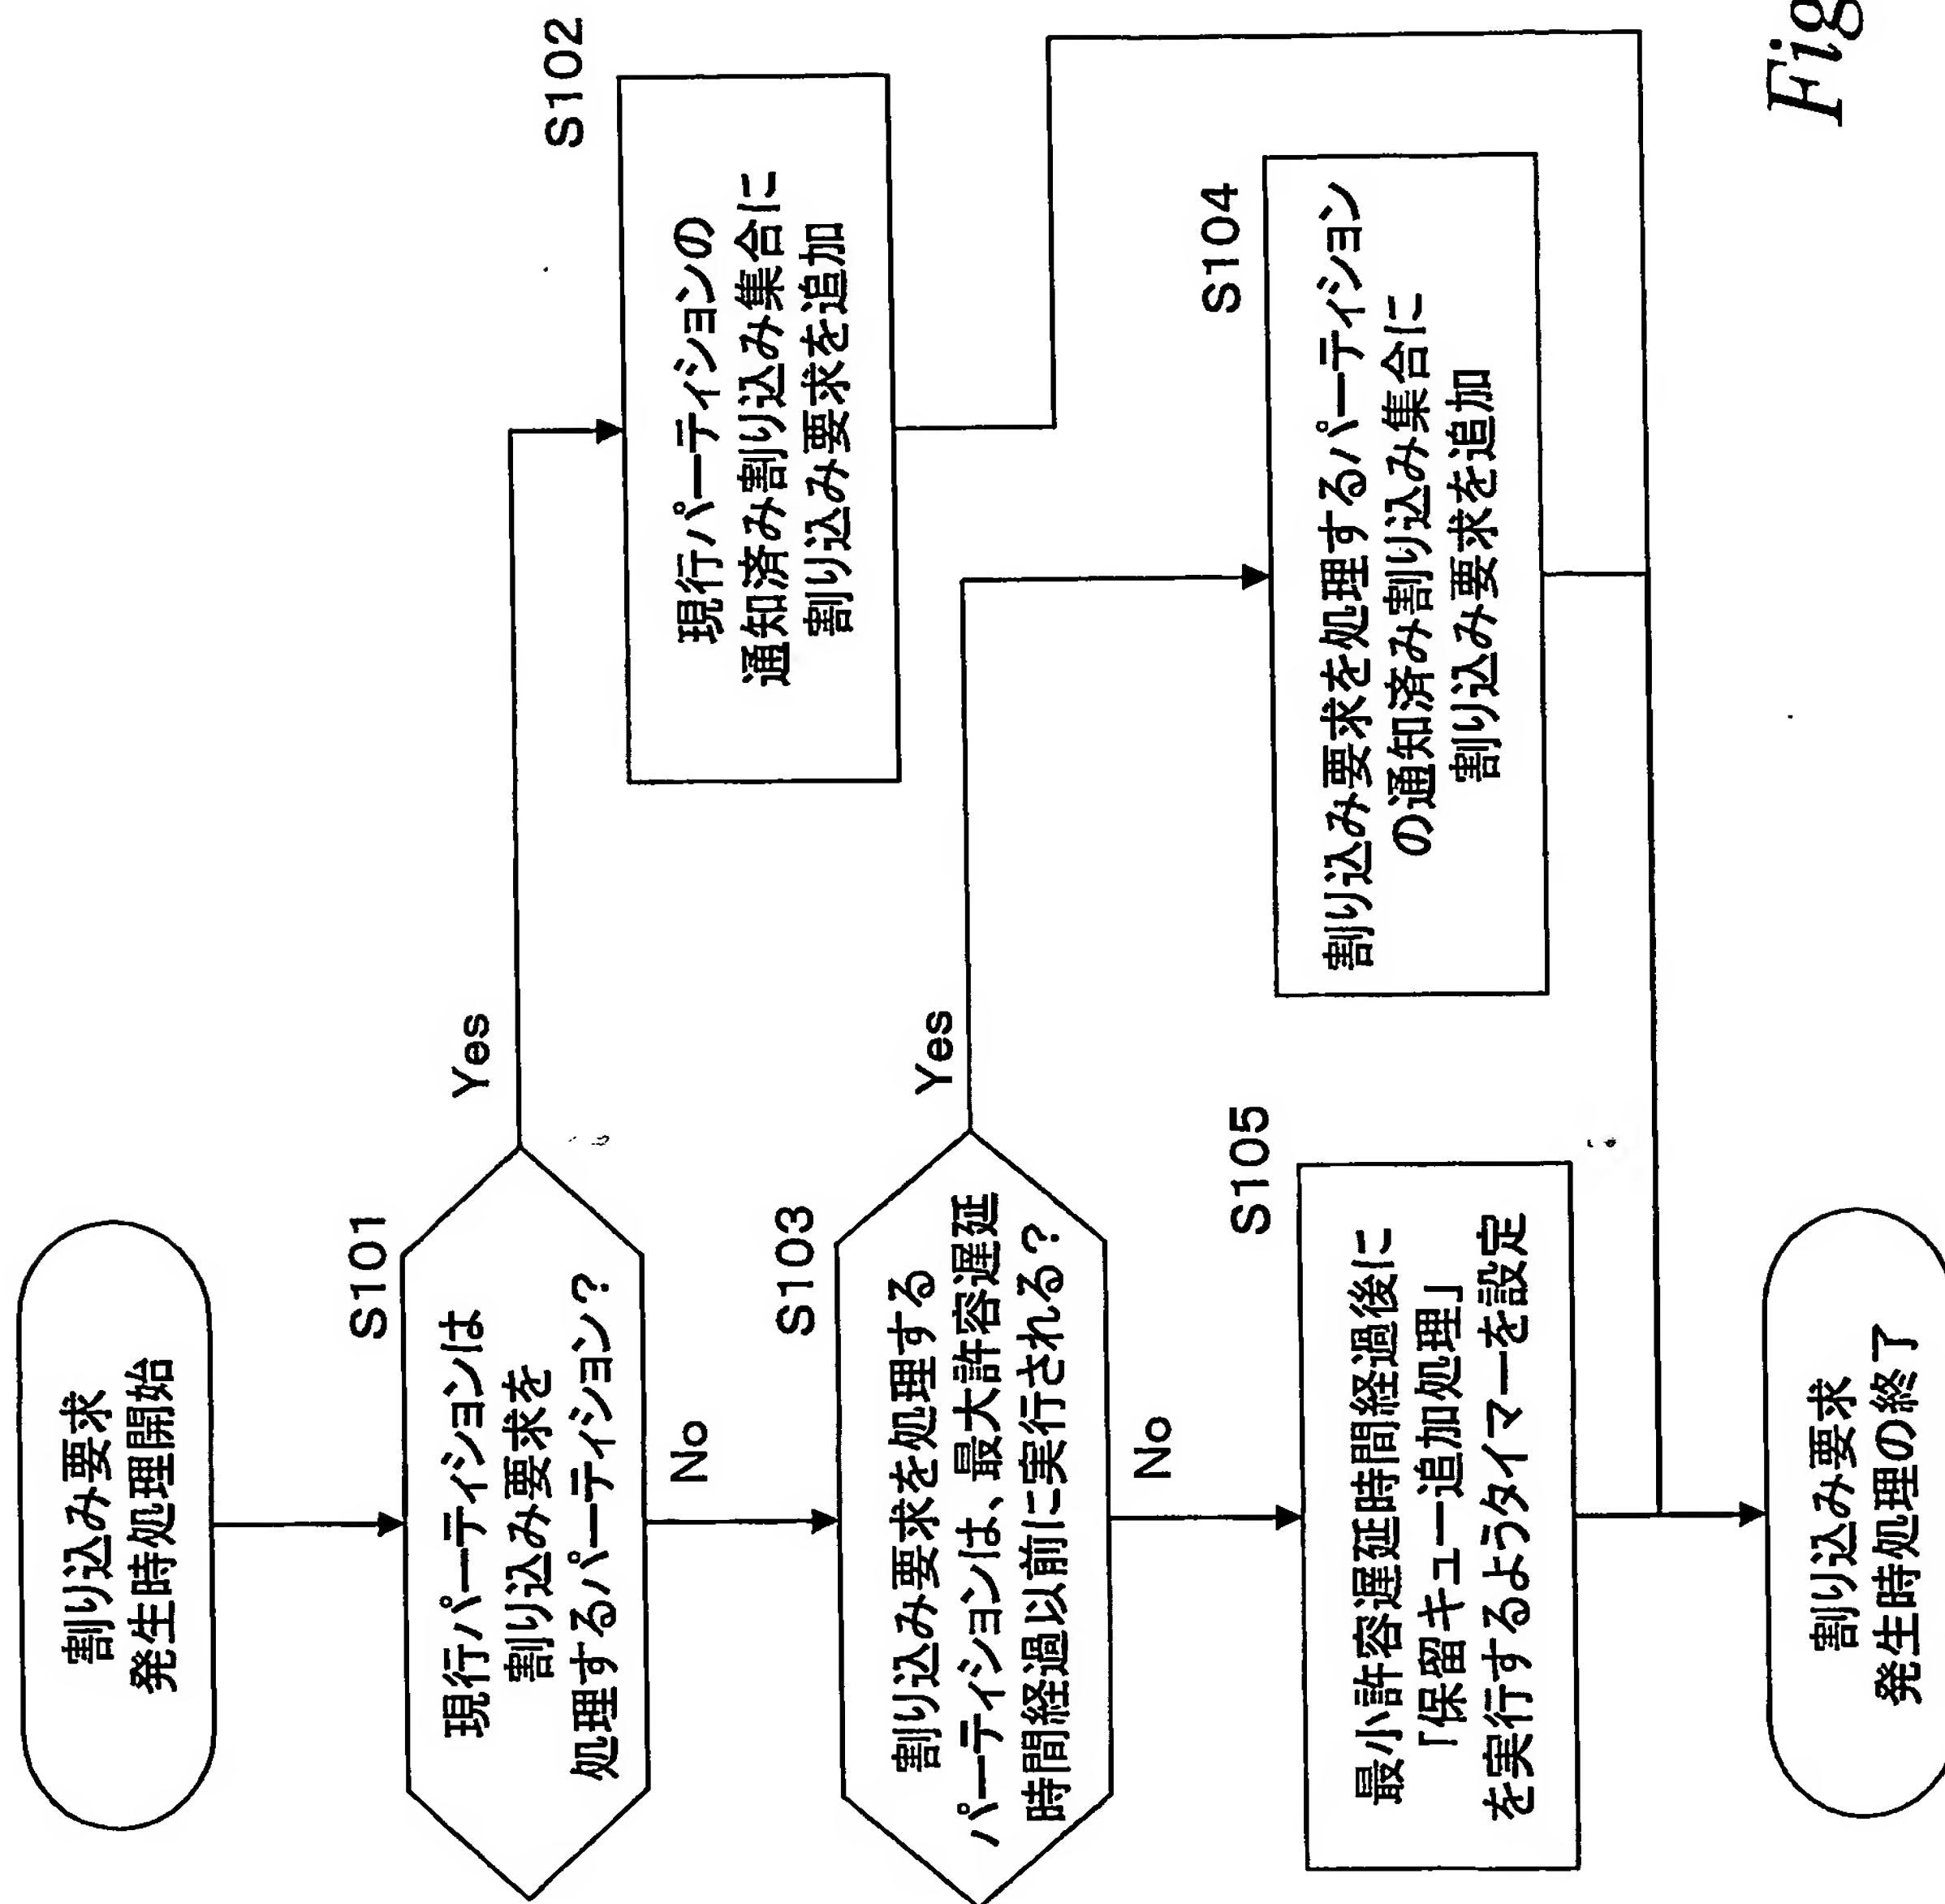 割り込み要求
発生時処理開始
S101
現行パーティションは
割り込み要求を
処理するパーティション?
Yes
No
S102
現行パーティションの
通知済み割り込み集合に
割り込み要求を追加
S103
割り込み要求を処理する
パーティションは、最大許容遅延
時間経過以前に実行される?
Yes
No
S104
割り込み要求を処理するパーティション
の通知済み割り込み集合に
割り込み要求を追加
S105
最小許容遅延時間経過後に
「保留キュー追加処理」
を実行するようタイマーを設定
割り込み要求
発生時処理の終了
Fig